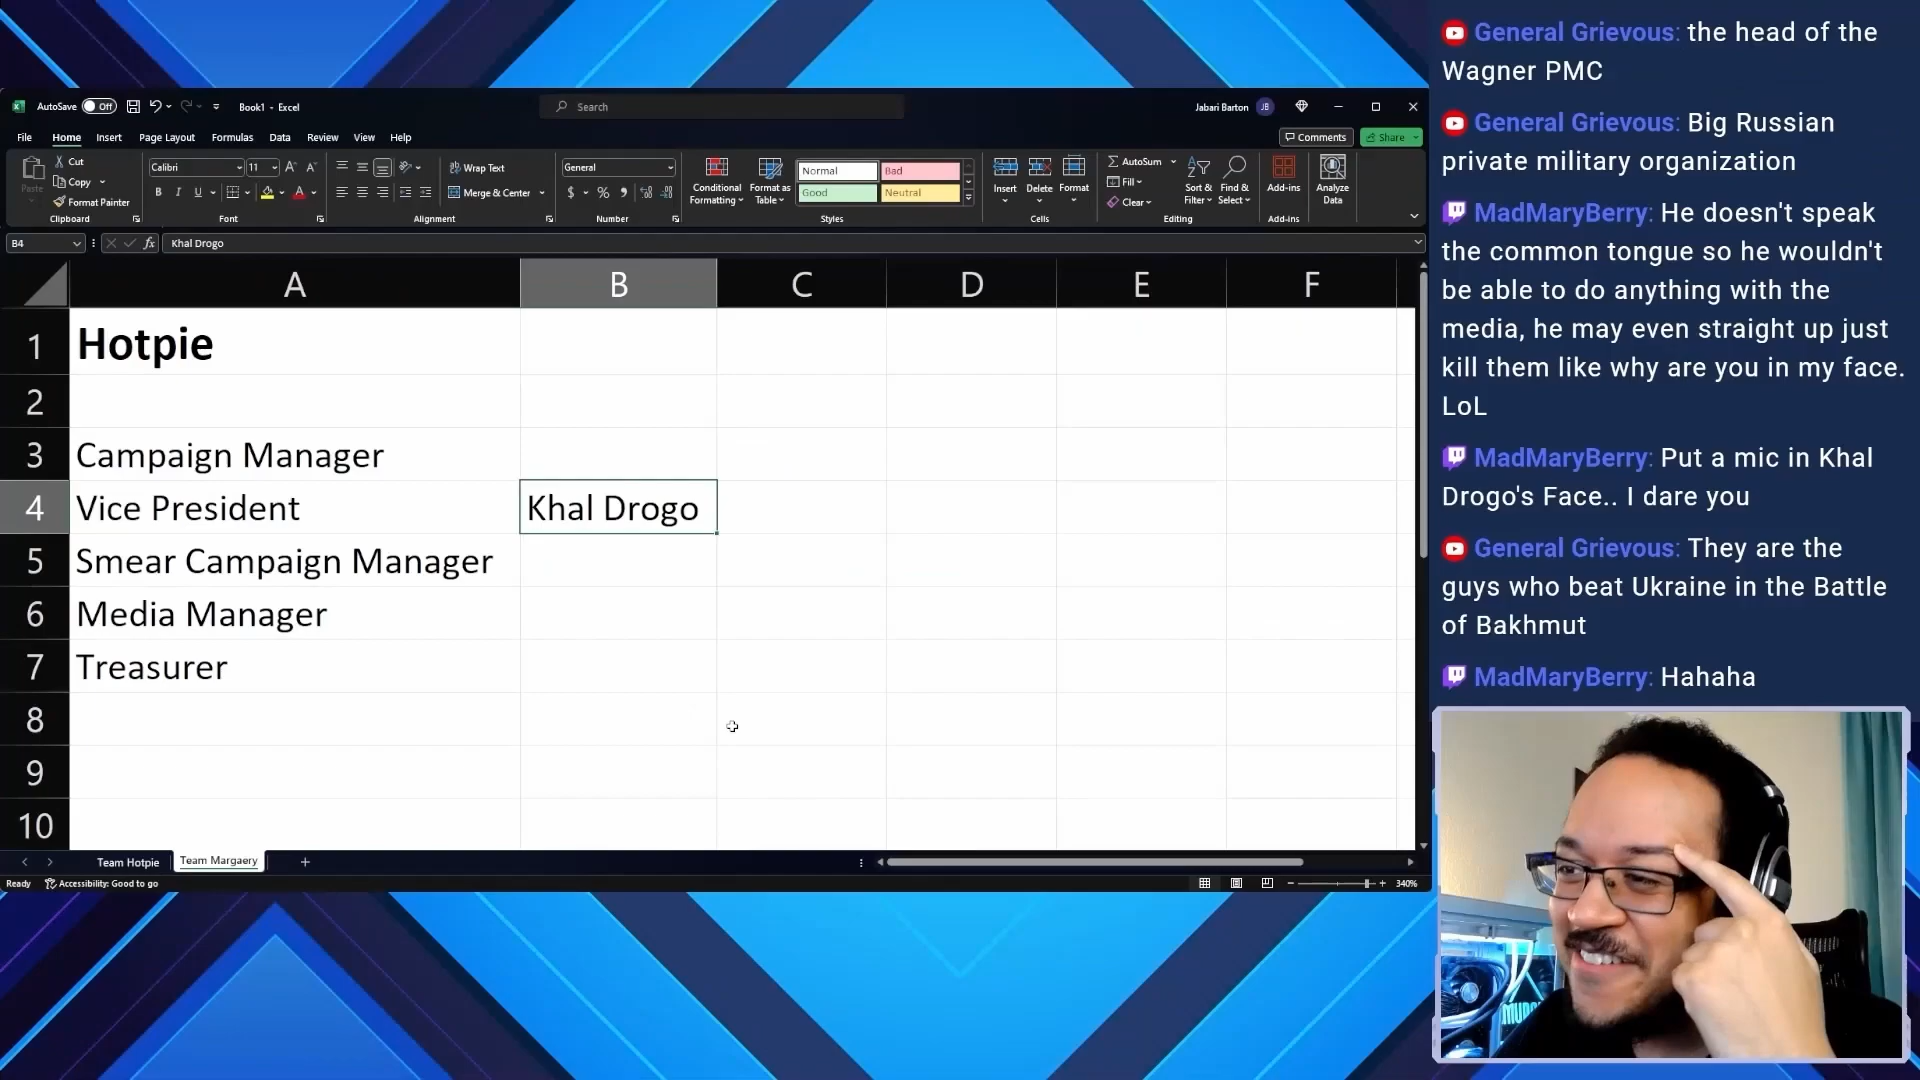 AutoSave Off Book1 - Excel Search Jabari Barton JB
File Home Insert Page Layout Formulas Data Review View Help Comments Share
Paste Cut Copy Format Painter Clipboard
Calibri 11 B I U A Font
Wrap Text Merge & Center Alignment
General $ % Number
Conditional Formatting Format as Table Normal Bad Good Neutral Styles
Insert Delete Format Cells
AutoSum Fill Clear Sort & Filter Find & Select Editing
Add-ins Add-ins
Analyze Data
B4 fx Khal Drogo
A B C D E F
1 Hotpie
2
3 Campaign Manager
4 Vice President Khal Drogo
5 Smear Campaign Manager
6 Media Manager
7 Treasurer
8
9
10
Team Hotpie Team Margaery
Ready Accessibility: Good to go 340%
General Grievous: the head of the
Wagner PMC
General Grievous: Big Russian
private military organization
MadMaryBerry: He doesn't speak
the common tongue so he wouldn't
be able to do anything with the
media, he may even straight up just
kill them like why are you in my face.
LoL
MadMaryBerry: Put a mic in Khal
Drogo's Face.. I dare you
General Grievous: They are the
guys who beat Ukraine in the Battle
of Bakhmut
MadMaryBerry: Hahaha